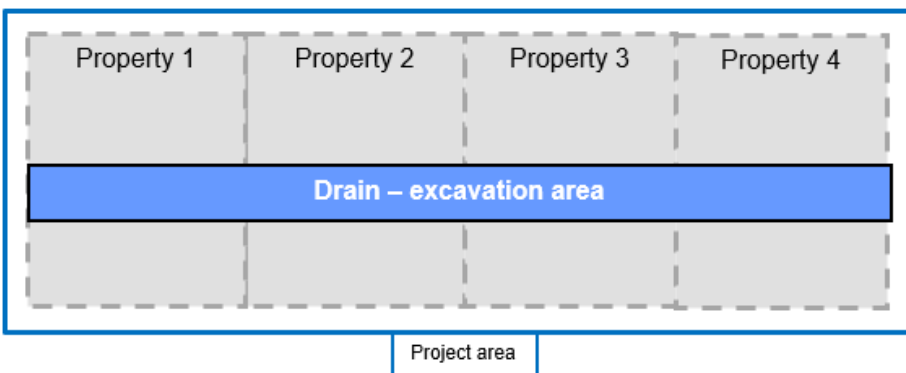 Property 1
Property 2
Property 3
Property 4
Drain – excavation area
Project area